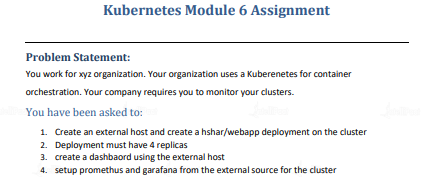 Kubernetes Module 6 Assignment
Problem Statement:
You work for xyz organization. Your organization uses a Kuberenetes for container
orchestration. Your company requires you to monitor your clusters.
You have been asked to:
1. Create an external host and create a hshar/webapp deployment on the cluster
2. Deployment must have 4 replicas
3. create a dashbaord using the external host
4. setup promethus and garafana from the external source for the cluster